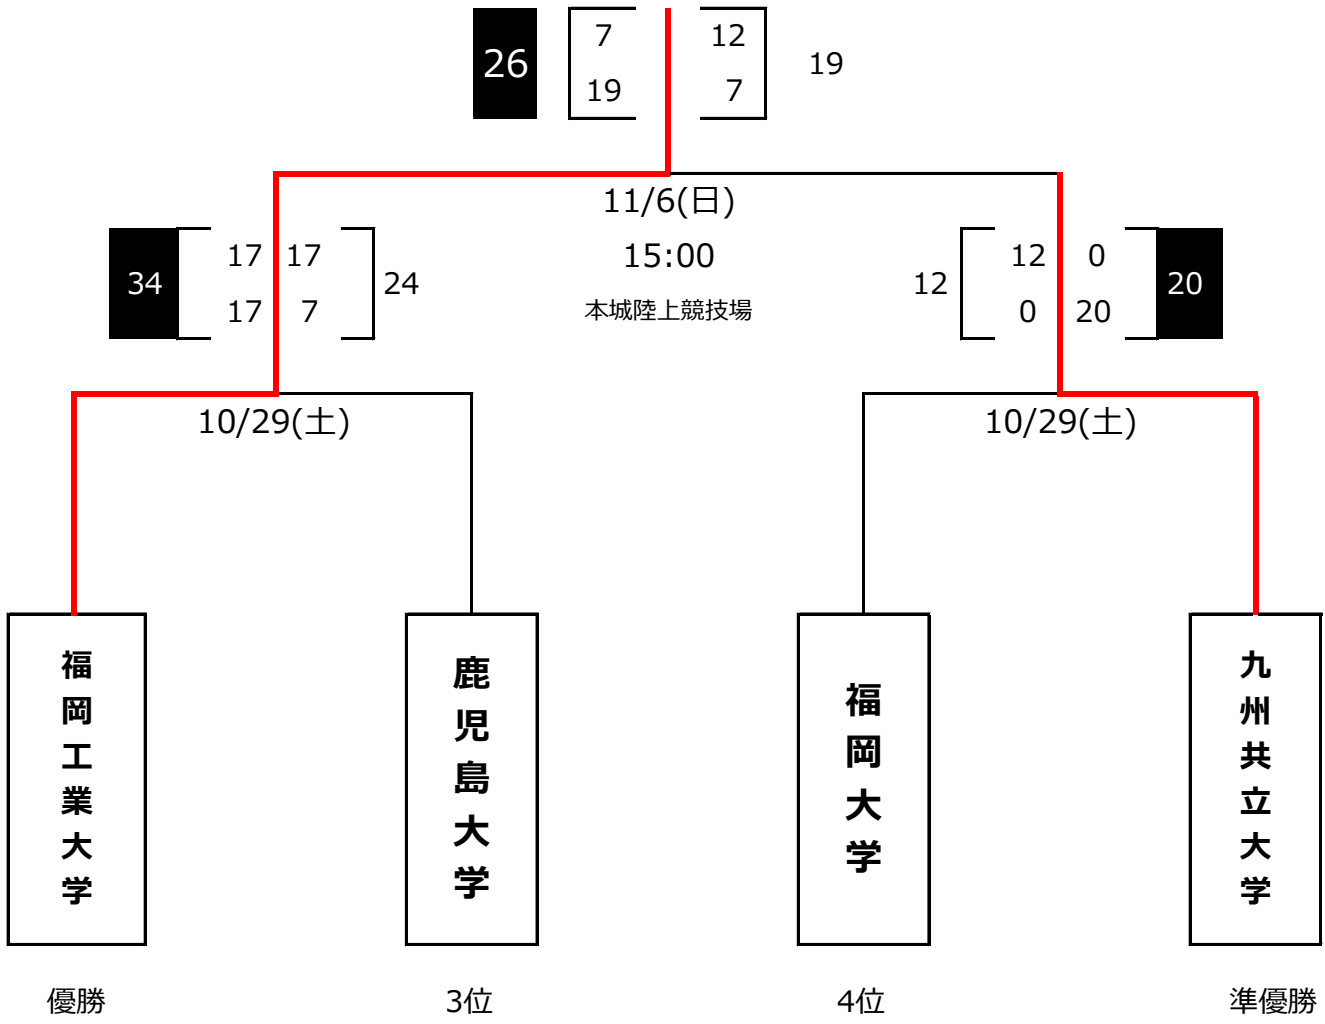 26 7 12 19
19 7
11/6(日)
34 17 17 24
17 7
15:00
本城陸上競技場
12 12 0 20
0 20
10/29(土)
10/29(土)
福岡工業大学
鹿児島大学
福岡大学
九州共立大学
優勝
3位
4位
準優勝